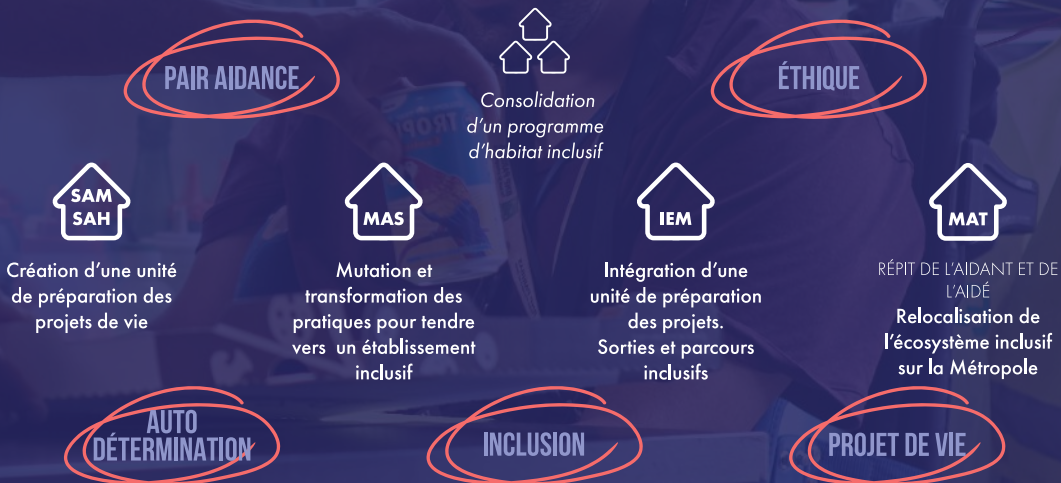 PAIR AIDANCE
Consolidation
d'un programme
d'habitat inclusif
ÉTHIQUE
SAM
SAH
Création d'une unité
de préparation des
projets de vie
MAS
Mutation et
transformation des
pratiques pour tendre
vers un établissement
inclusif
IEM
Intégration d'une
unité de préparation
des projets.
Sorties et parcours
inclusifs
MAT
RÉPIT DE L'AIDANT ET DE
L'AIDÉ
Relocalisation de
l'écosystème inclusif
sur la Métropole
AUTO
DÉTERMINATION
INCLUSION
PROJET DE VIE